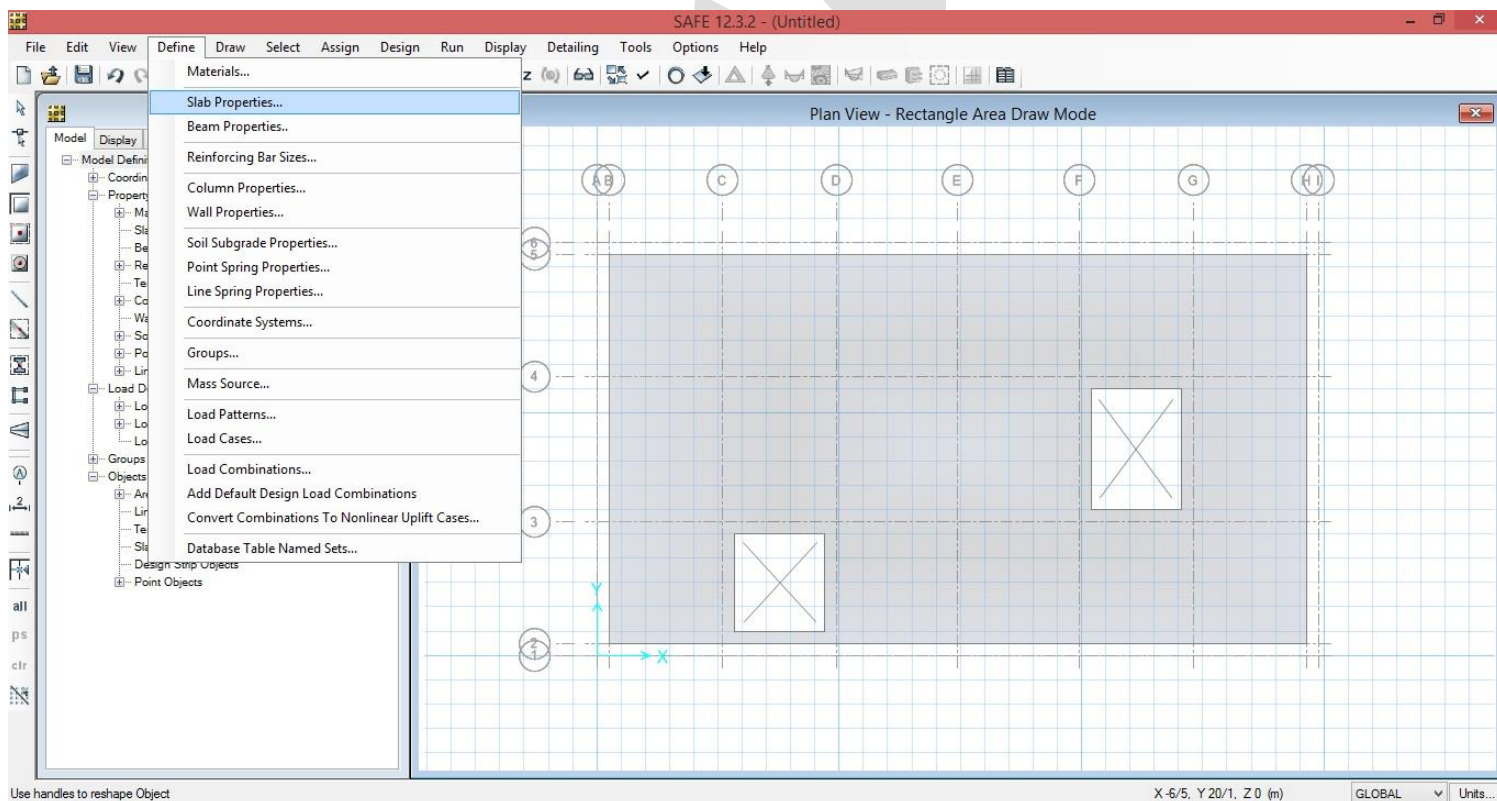 SAFE 12.3.2 - (Untitled)
File Edit View Define Draw Select Assign Design Run Display Detailing Tools Options Help
Materials...
Slab Properties...
Beam Properties..
Reinforcing Bar Sizes...
Column Properties...
Wall Properties...
Soil Subgrade Properties...
Point Spring Properties...
Line Spring Properties...
Coordinate Systems...
Groups...
Mass Source...
Load Patterns...
Load Cases...
Load Combinations...
Add Default Design Load Combinations
Convert Combinations To Nonlinear Uplift Cases...
Database Table Named Sets...
Model Display
Model Defini
Coordin
Property
Ma
Sla
Be
Re
Te
Co
Wa
So
Po
Lin
Load D
Lo
Lo
Lo
Groups
Objects
Are
Lin
Te
Sla
Design Strip Objects
Point Objects
z
all
ps
clr
2
Plan View - Rectangle Area Draw Mode
A B C D E F G H I
6
5
4
3
2
1
Y
X
Use handles to reshape Object
X -6/5, Y 20/1, Z 0 (m)
GLOBAL
Units...